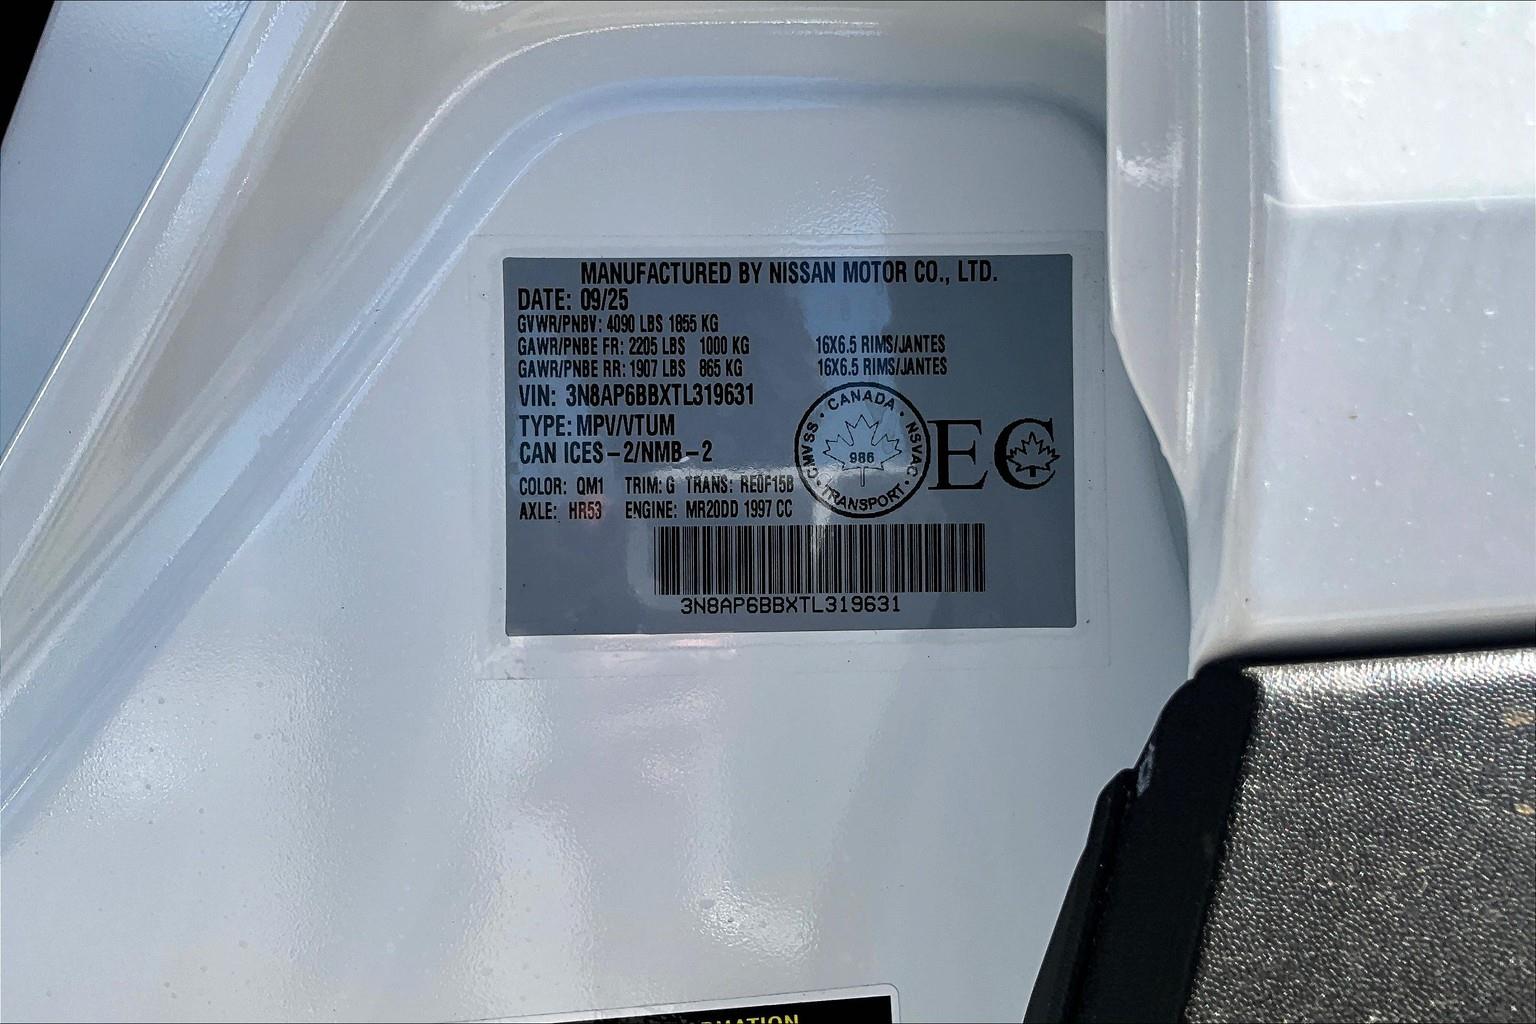 MANUFACTURED BY NISSAN MOTOR CO., LTD.
DATE: 09/25
GVWR/PNBV: 4090 LBS 1855 KG
GAWR/PNBE FR: 2205 LBS 1000 KG 16X6.5 RIMS/JANTES
GAWR/PNBE RR: 1907 LBS 865 KG 16X6.5 RIMS/JANTES
VIN: 3N8AP6BBXTL319631
TYPE: MPV/VTUM
CAN ICES-2/NMB-2
COLOR: QM1 TRIM: G TRANS: RE0F15B
AXLE: HR53 ENGINE: MR20DD 1997 CC
CANADA · NSVAC · TRANSPORT · CMVSS ·
986
EC
3N8AP6BBXTL319631